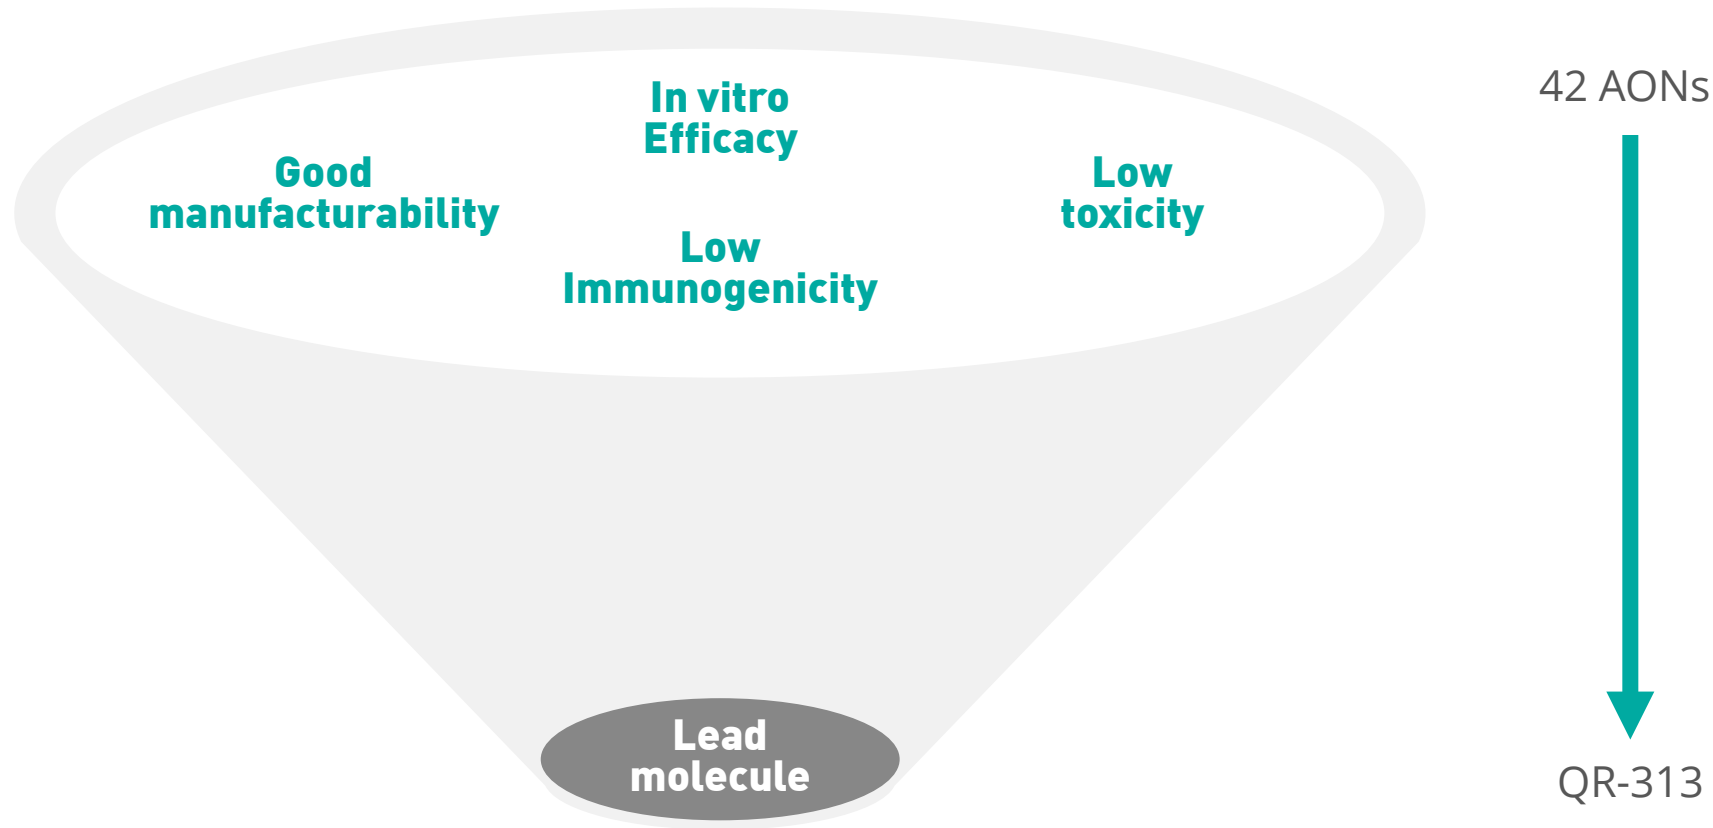 In vitro
Efficacy
Good
manufacturability
Low
Immunogenicity
Low
toxicity
Lead
molecule
42 AONs
QR-313